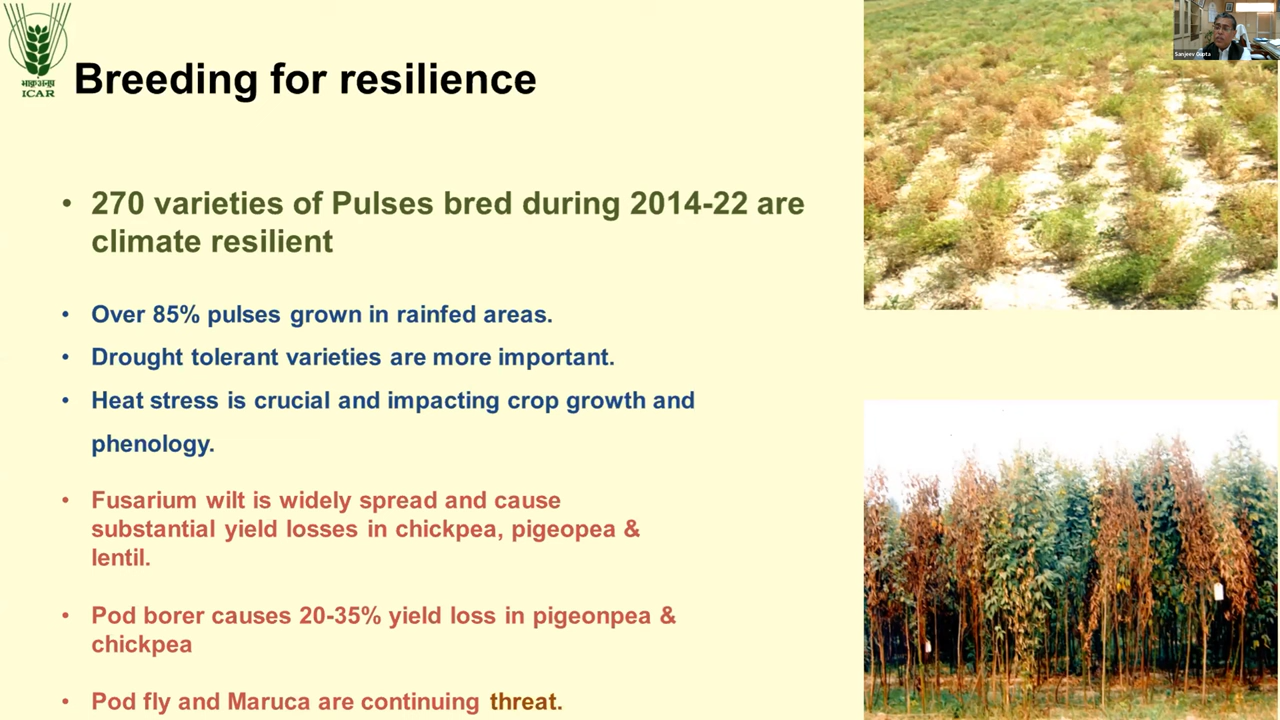 भाकृअनुप
ICAR
Breeding for resilience
Sanjeev Gupta
• 270 varieties of Pulses bred during 2014-22 are
climate resilient
• Over 85% pulses grown in rainfed areas.
• Drought tolerant varieties are more important.
• Heat stress is crucial and impacting crop growth and
phenology.
• Fusarium wilt is widely spread and cause
substantial yield losses in chickpea, pigeopea &
lentil.
• Pod borer causes 20-35% yield loss in pigeonpea &
chickpea
• Pod fly and Maruca are continuing threat.